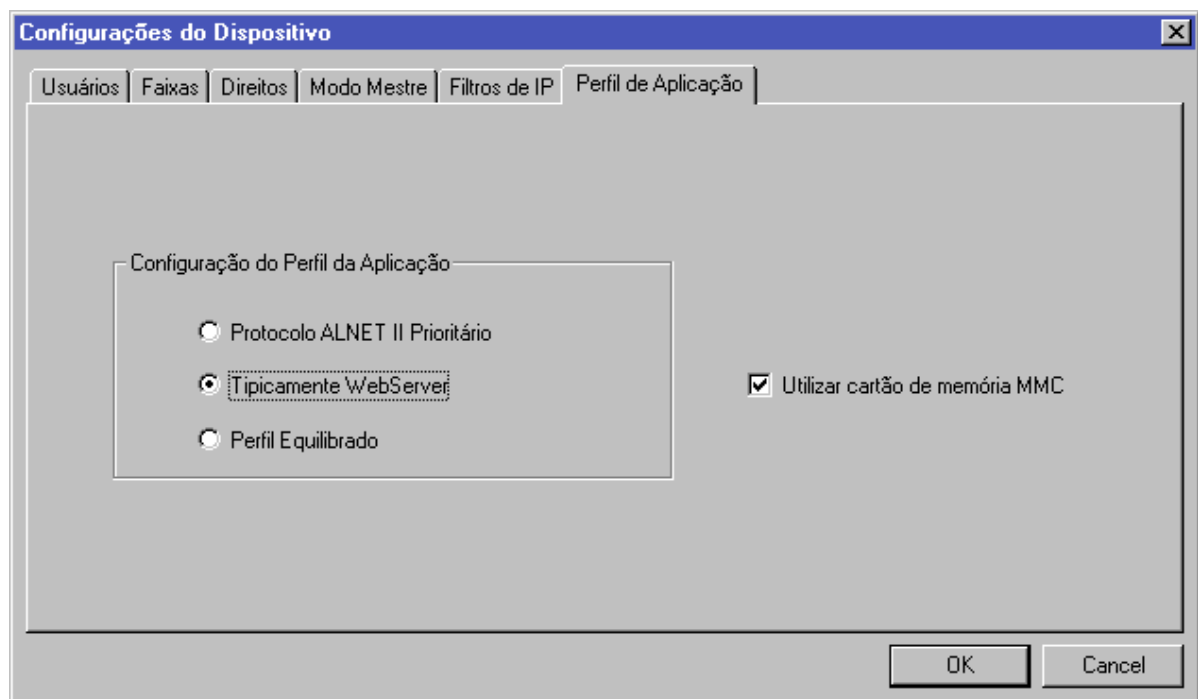 Configurações do Dispositivo
Usuários Faixas Direitos Modo Mestre Filtros de IP Perfil de Aplicação
Configuração do Perfil da Aplicação
Protocolo ALNET II Prioritário
Tipicamente WebServer
Utilizar cartão de memória MMC
Perfil Equilibrado
OK Cancel